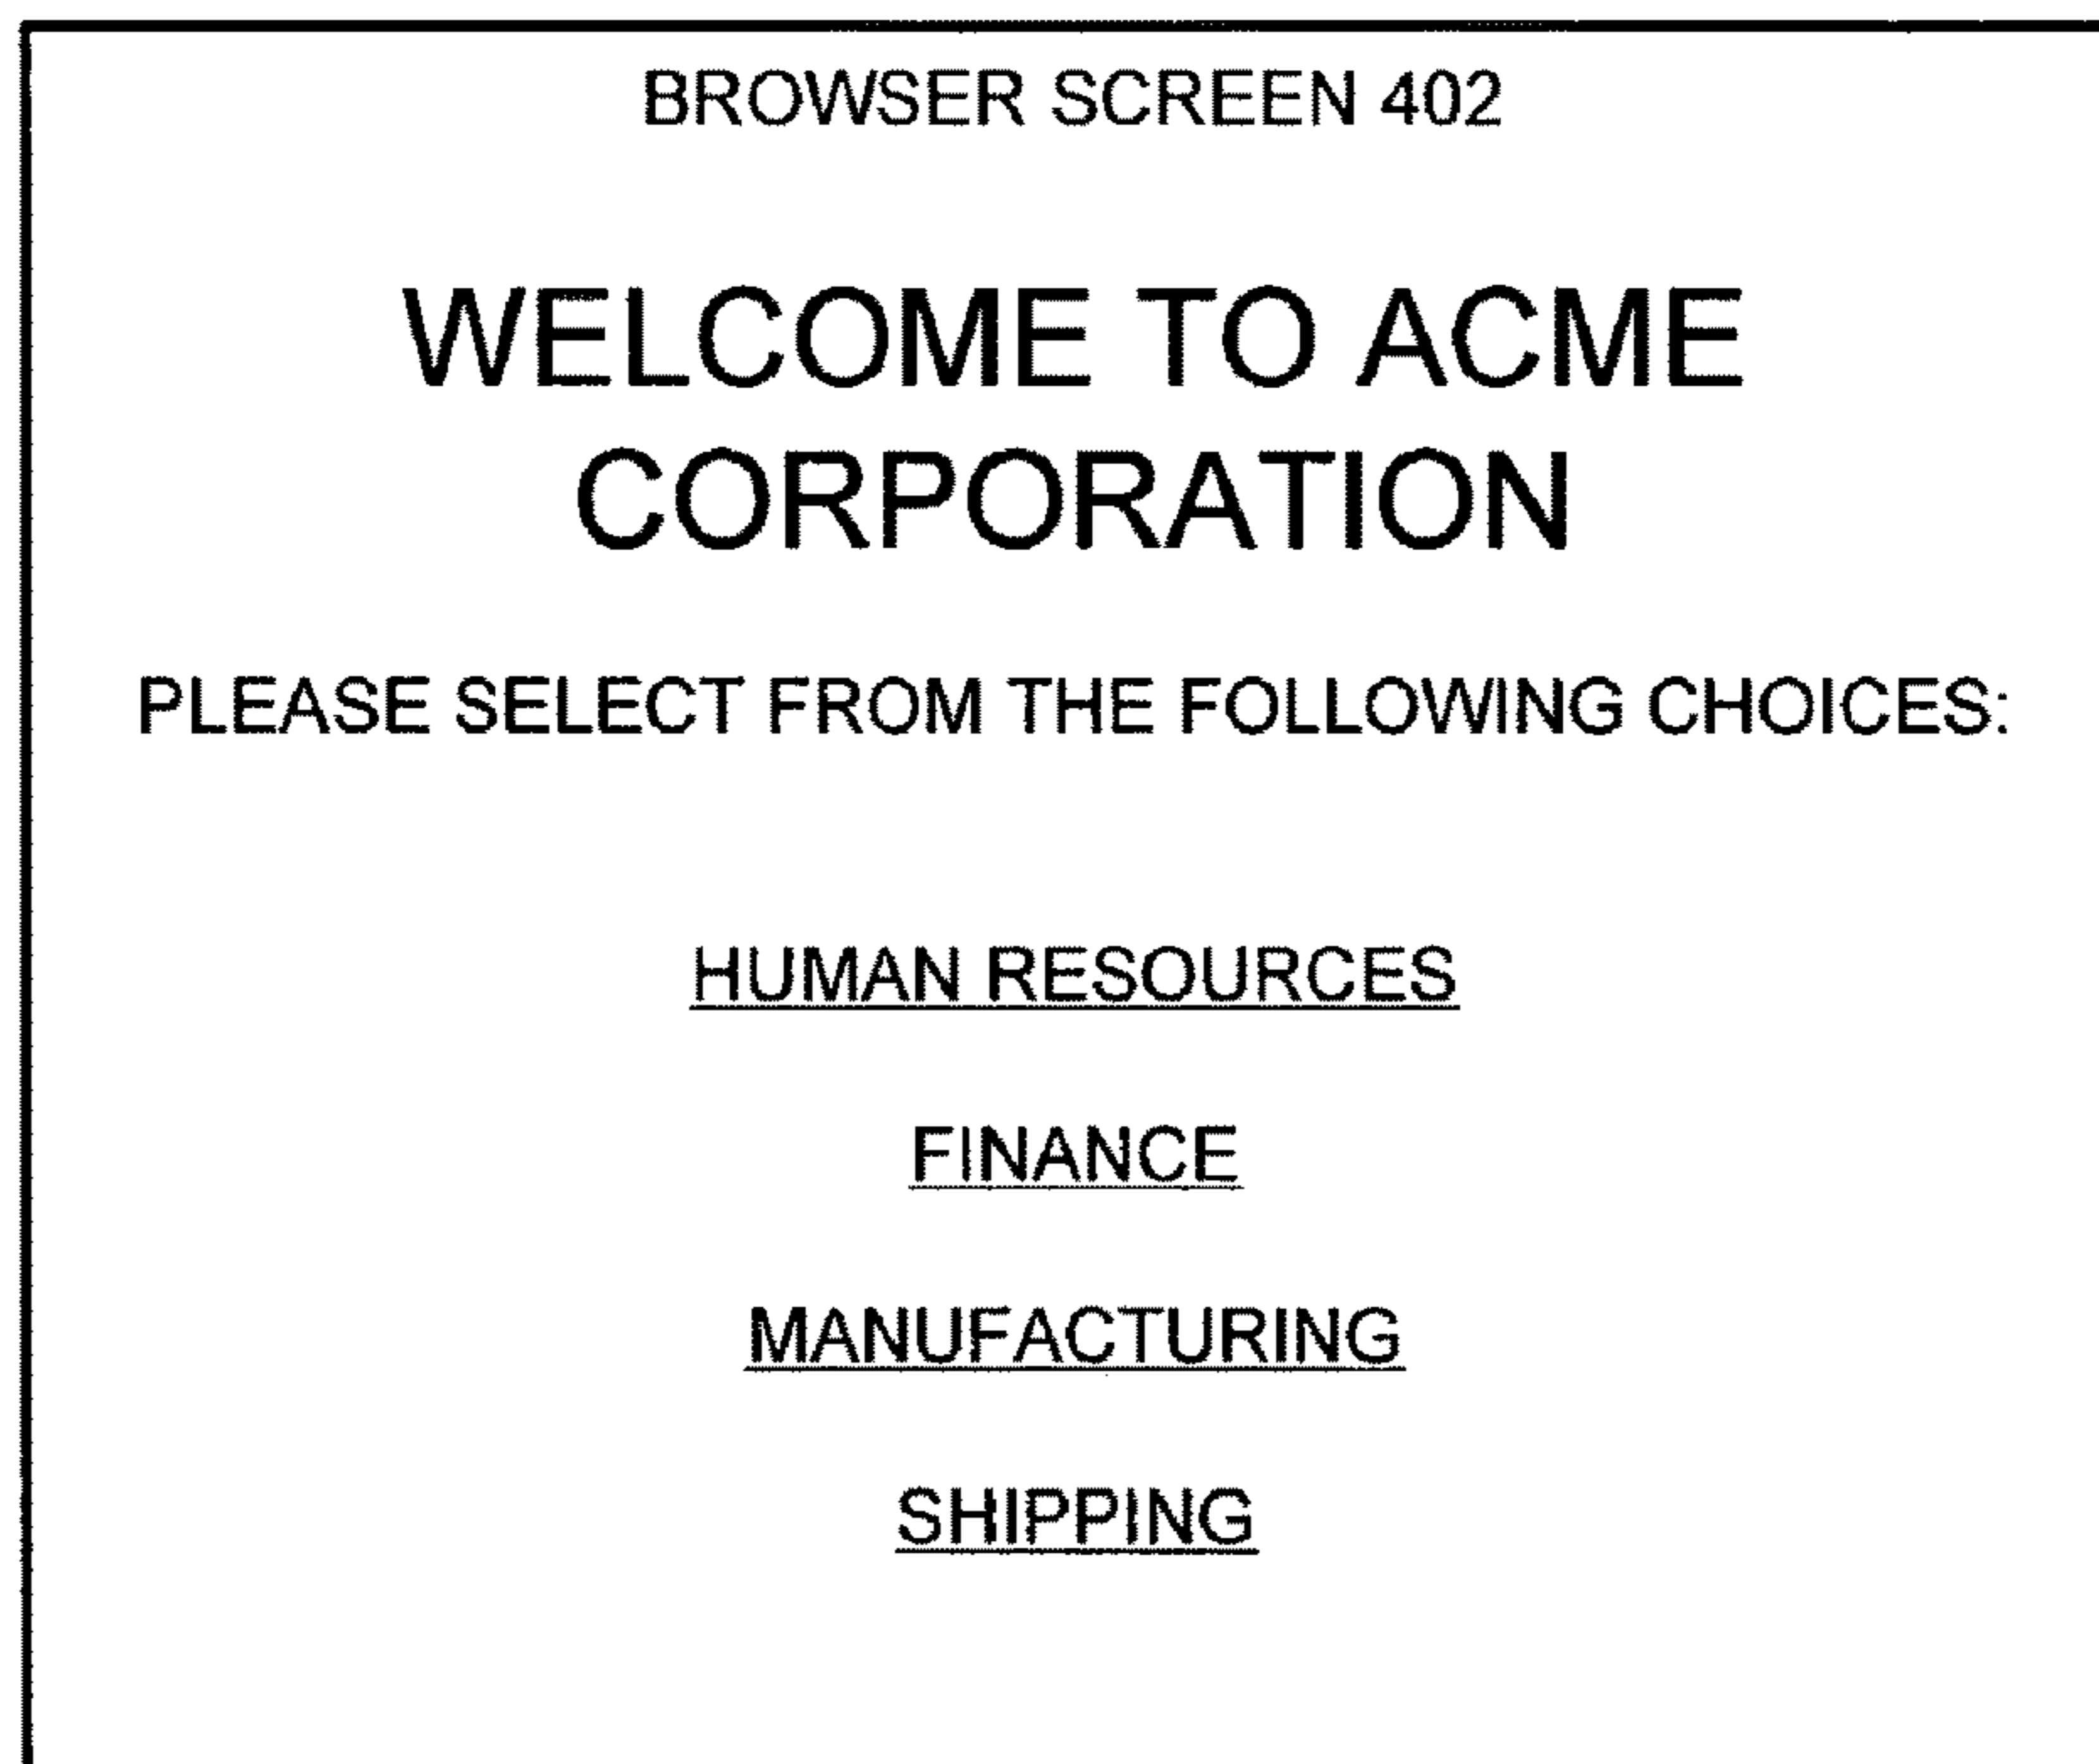 BROWSER SCREEN 402
WELCOME TO ACME
CORPORATION
PLEASE SELECT FROM THE FOLLOWING CHOICES:
HUMAN RESOURCES
FINANCE
MANUFACTURING
SHIPPING